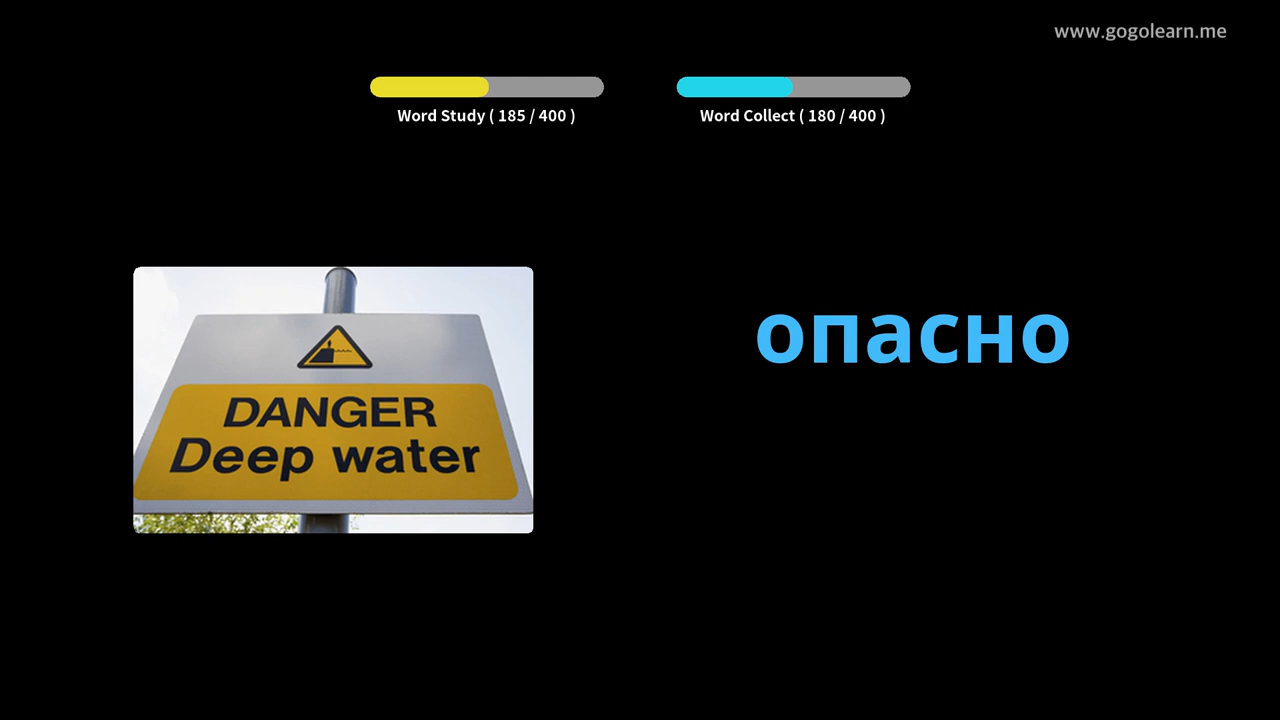 www.gogolearn.me
Word Study ( 185 / 400 )
Word Collect ( 180 / 400 )
DANGER
Deep water
опасно